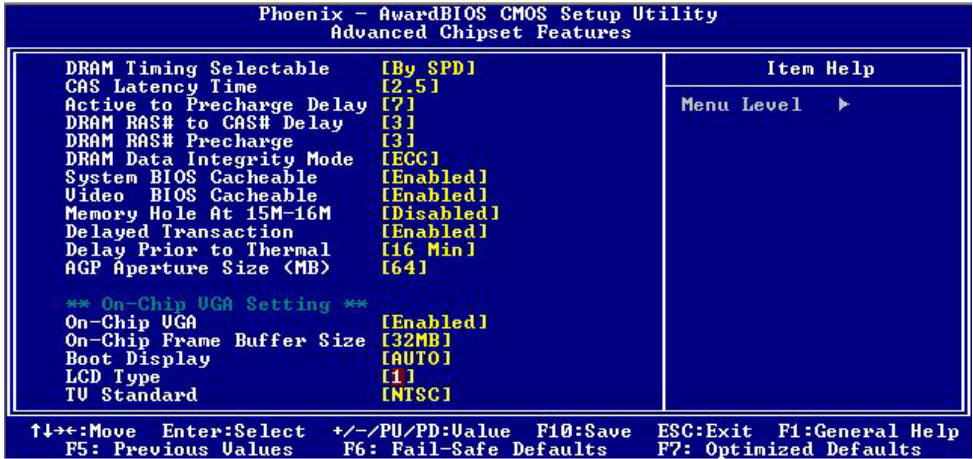 Phoenix - AwardBIOS CMOS Setup Utility
Advanced Chipset Features
DRAM Timing Selectable [By SPD]
CAS Latency Time [2.5]
Active to Precharge Delay [7]
DRAM RAS# to CAS# Delay [3]
DRAM RAS# Precharge [3]
DRAM Data Integrity Mode [ECC]
System BIOS Cacheable [Enabled]
Video BIOS Cacheable [Enabled]
Memory Hole At 15M-16M [Disabled]
Delayed Transaction [Enabled]
Delay Prior to Thermal [16 Min]
AGP Aperture Size (MB) [64]
** On-Chip VGA Setting **
On-Chip VGA [Enabled]
On-Chip Frame Buffer Size [32MB]
Boot Display [AUTO]
LCD Type [1]
TV Standard [NTSC]
Item Help
Menu Level ►
↑↓→←:Move Enter:Select +/-/PU/PD:Value F10:Save ESC:Exit F1:General Help
F5: Previous Values F6: Fail-Safe Defaults F7: Optimized Defaults